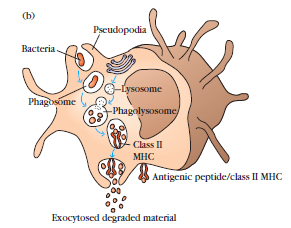 (b)
Pseudopodia
Bacteria
Lysosome
Phagosome
Phagolysosome
Class II
MHC
Antigenic peptide/class II MHC
Exocytosed degraded material